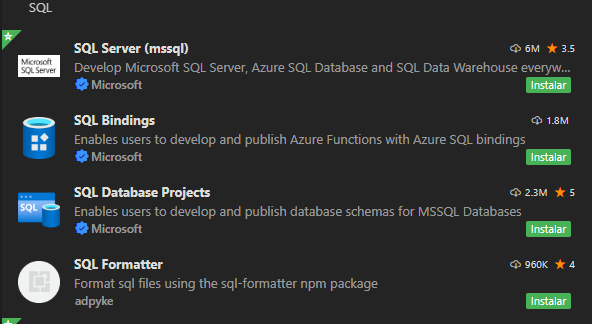 SQL
SQL Server (mssql) 6M ★ 3.5
Microsoft SQL Server
Develop Microsoft SQL Server, Azure SQL Database and SQL Data Warehouse everyw...
Microsoft Instalar
SQL Bindings 1.8M
Enables users to develop and publish Azure Functions with Azure SQL bindings
Microsoft Instalar
SQL Database Projects 2.3M ★ 5
SQL
Enables users to develop and publish database schemas for MSSQL Databases
Microsoft Instalar
SQL Formatter 960K ★ 4
Format sql files using the sql-formatter npm package
adpyke Instalar